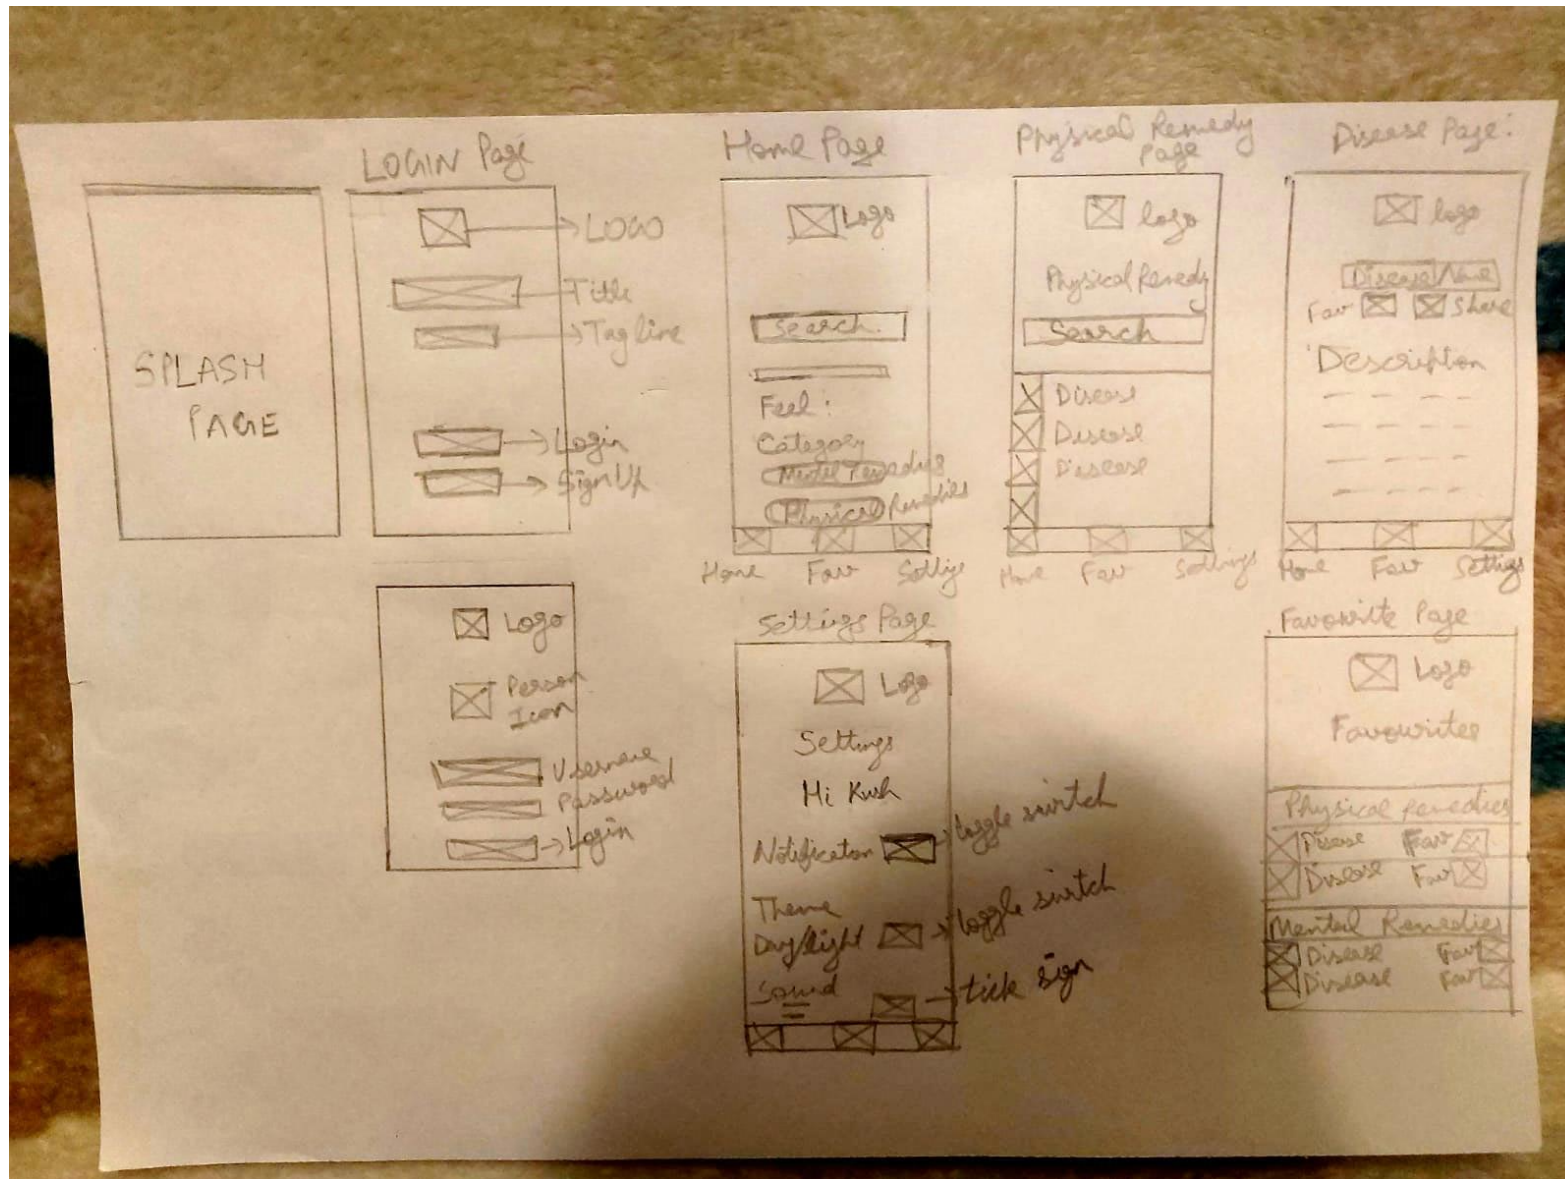 SPLASH
PAGE
LOGIN Page
LOGO
Title
Tagline
Login
SignUp
Home Page
Logo
Search.
Feel:
Category
Mental Remedies
Physical Remedies
Home Fav Settings
Physical Remedy
Page
logo
Physical Remedy
Search
Disease
Disease
Disease
Home Fav Settings
Disease Page:
logo
Disease Name
Fav Share
Description
Home Fav Settings
Logo
Person
Icon
Username
Password
Login
Settings Page
Logo
Settings
Hi Kush
Notification toggle switch
Theme
Day/Light toggle switch
Sound tick sign
Favourite Page
Logo
Favourites
Physical Remedies
Disease Fav
Disease Fav
Mental Remedies
Disease Fav
Disease Fav